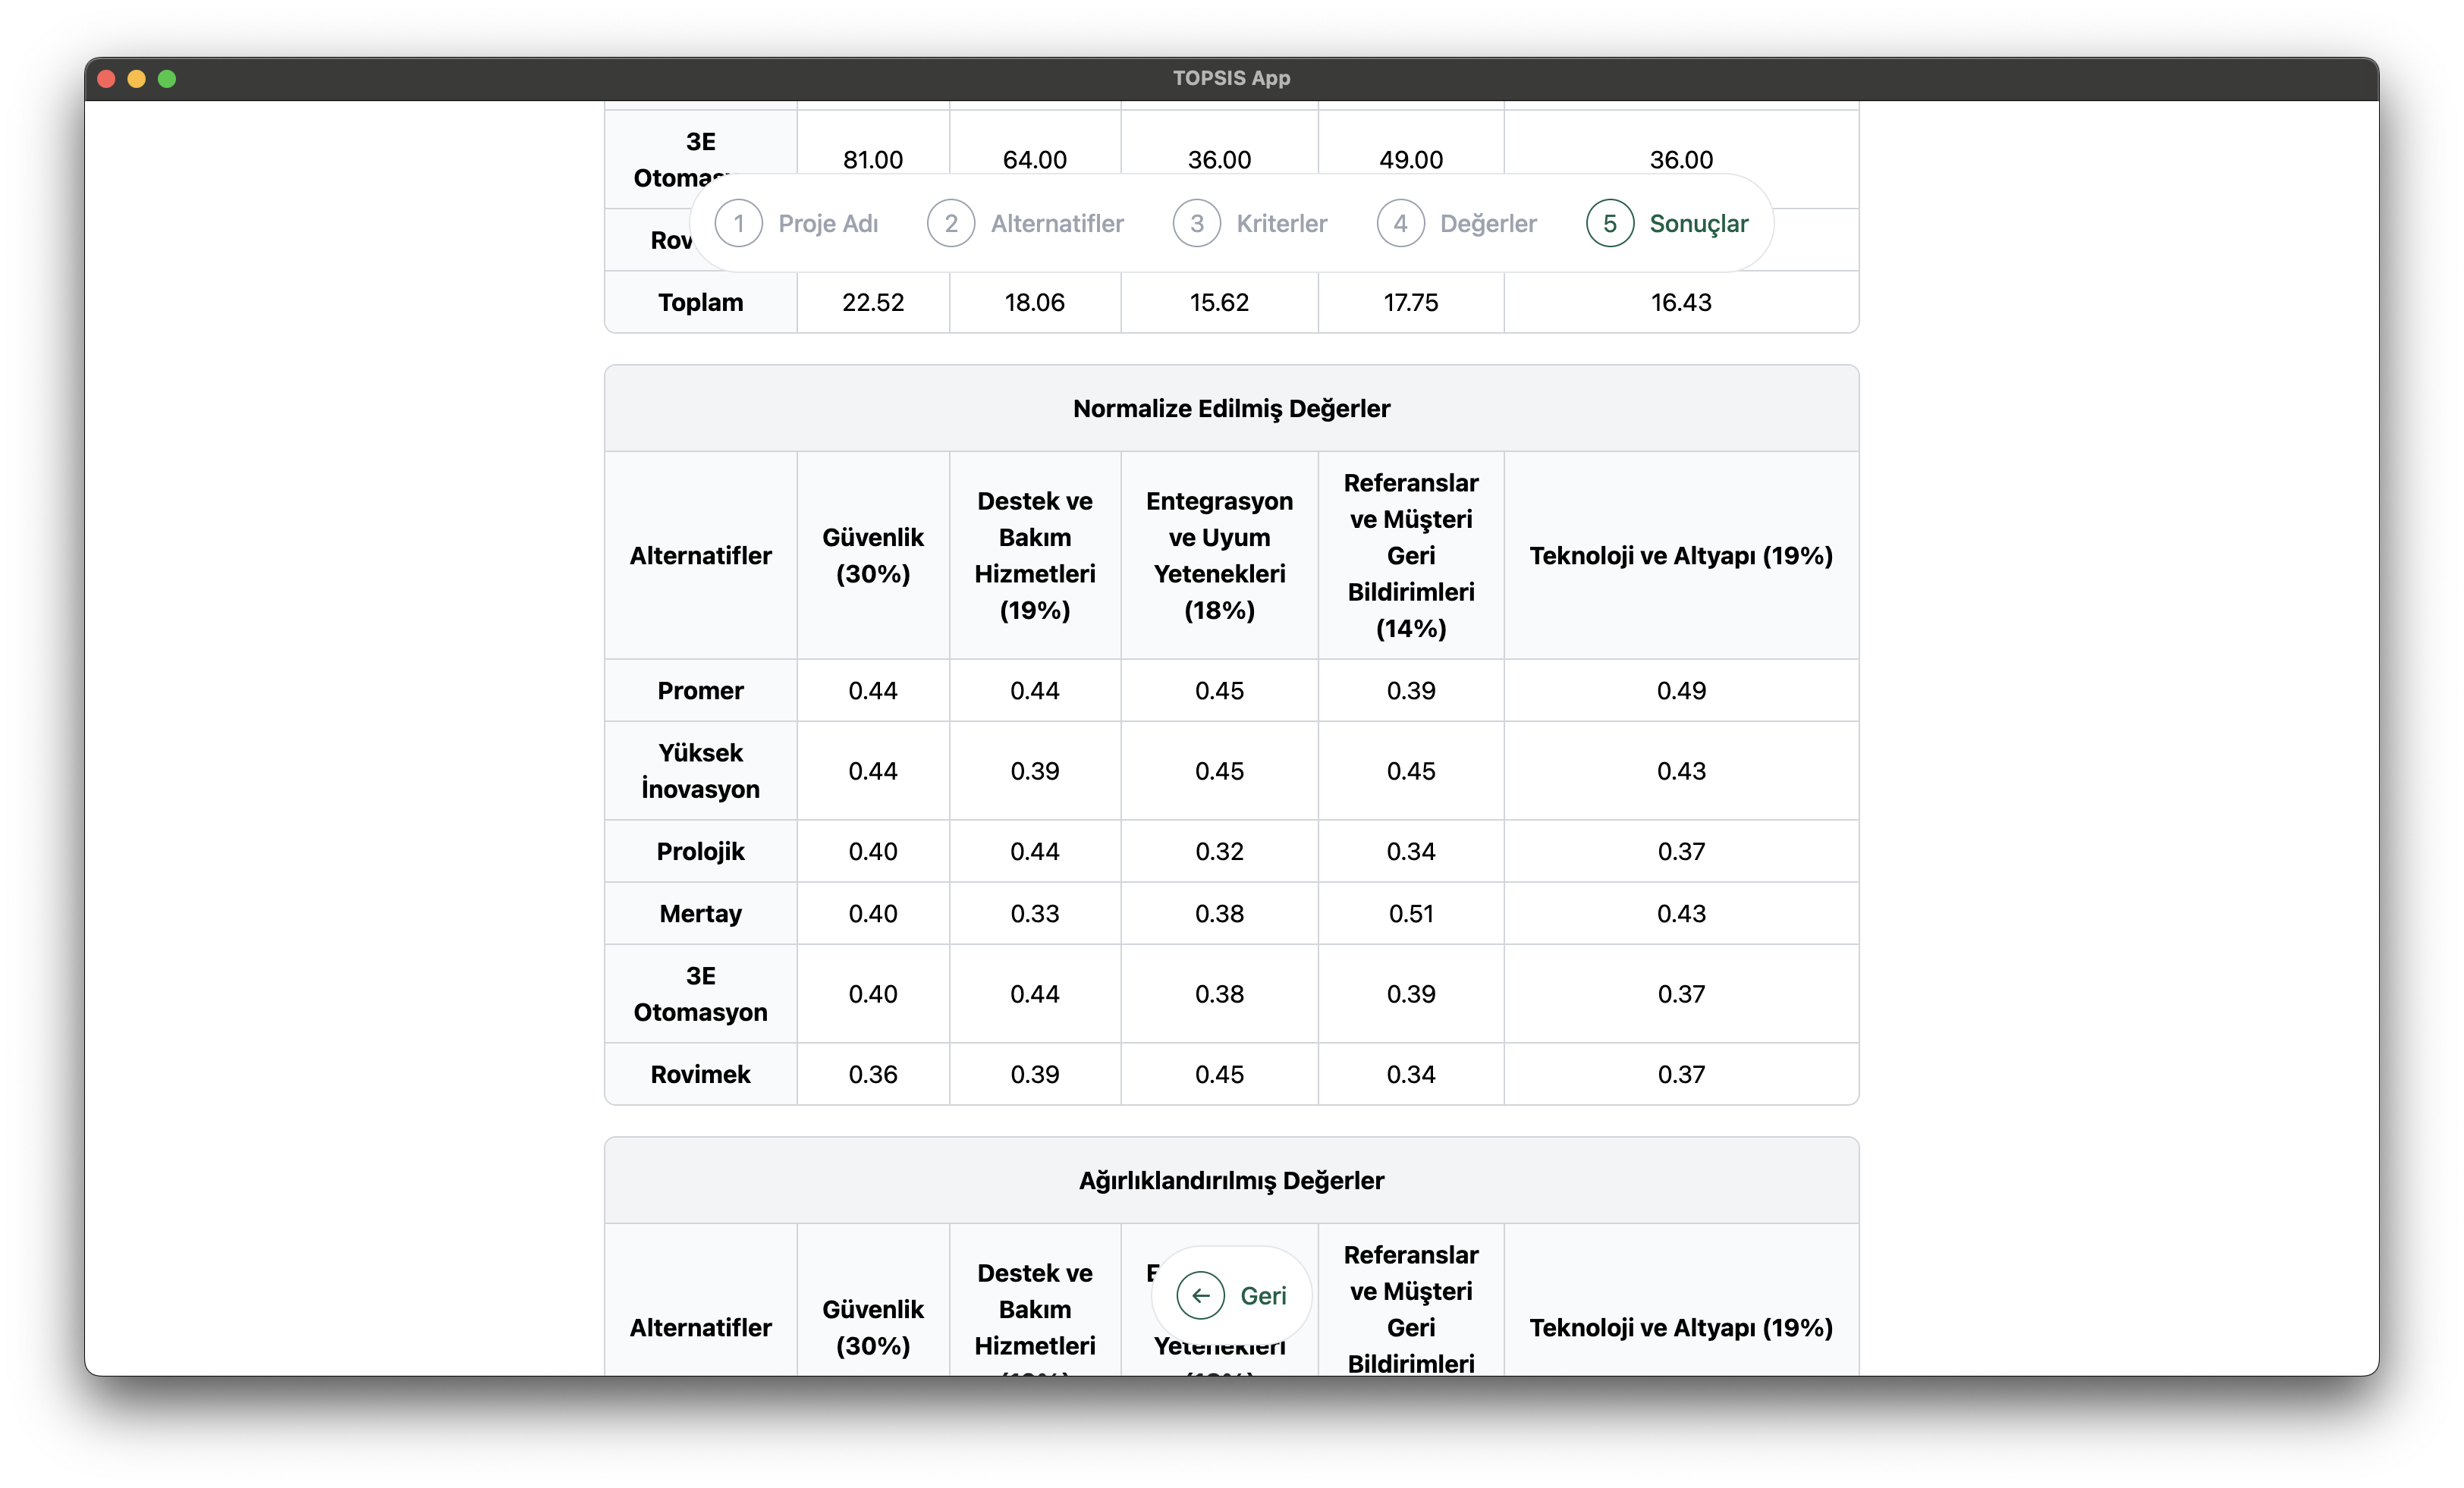 TOPSIS App
3E
81.00 64.00 36.00 49.00 36.00
1 Proje Adı 2 Alternatifler 3 Kriterler 4 Değerler 5 Sonuçlar
Toplam 22.52 18.06 15.62 17.75 16.43
Normalize Edilmiş Değerler
Alternatifler
Güvenlik
(30%)
Destek ve
Bakım
Hizmetleri
(19%)
Entegrasyon
ve Uyum
Yetenekleri
(18%)
Referanslar
ve Müşteri
Geri
Bildirimleri
(14%)
Teknoloji ve Altyapı (19%)
Promer 0.44 0.44 0.45 0.39 0.49
Yüksek
İnovasyon
0.44 0.39 0.45 0.45 0.43
Prolojik 0.40 0.44 0.32 0.34 0.37
Mertay 0.40 0.33 0.38 0.51 0.43
3E
Otomasyon
0.40 0.44 0.38 0.39 0.37
Rovimek 0.36 0.39 0.45 0.34 0.37
Ağırlıklandırılmış Değerler
Alternatifler
Güvenlik
(30%)
Destek ve
Bakım
Hizmetleri
Yetenekleri
Referanslar
ve Müşteri
Geri
Bildirimleri
Teknoloji ve Altyapı (19%)
Geri